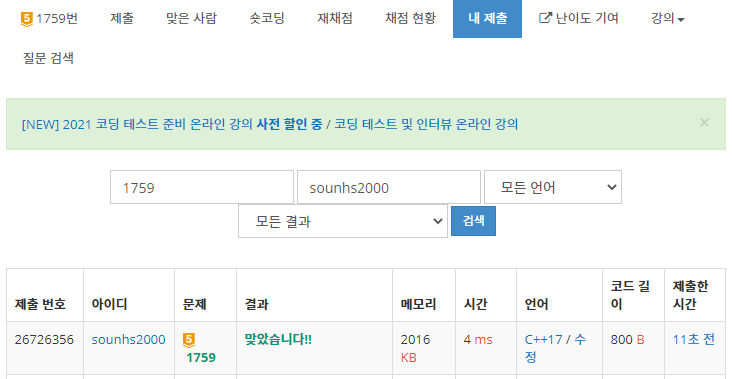 5 1759번 제출 맞은 사람 숏코딩 재채점 채점 현황 내 제출 난이도 기여 강의
질문 검색
[NEW] 2021 코딩 테스트 준비 온라인 강의 사전 할인 중 / 코딩 테스트 및 인터뷰 온라인 강의 ×
1759 sounhs2000 모든 언어
모든 결과 검색
제출 번호 아이디 문제 결과 메모리 시간 언어 코드 길이 제출한 시간
26726356 sounhs2000 5 1759 맞았습니다!! 2016 KB 4 ms C++17 / 수정 800 B 11초 전